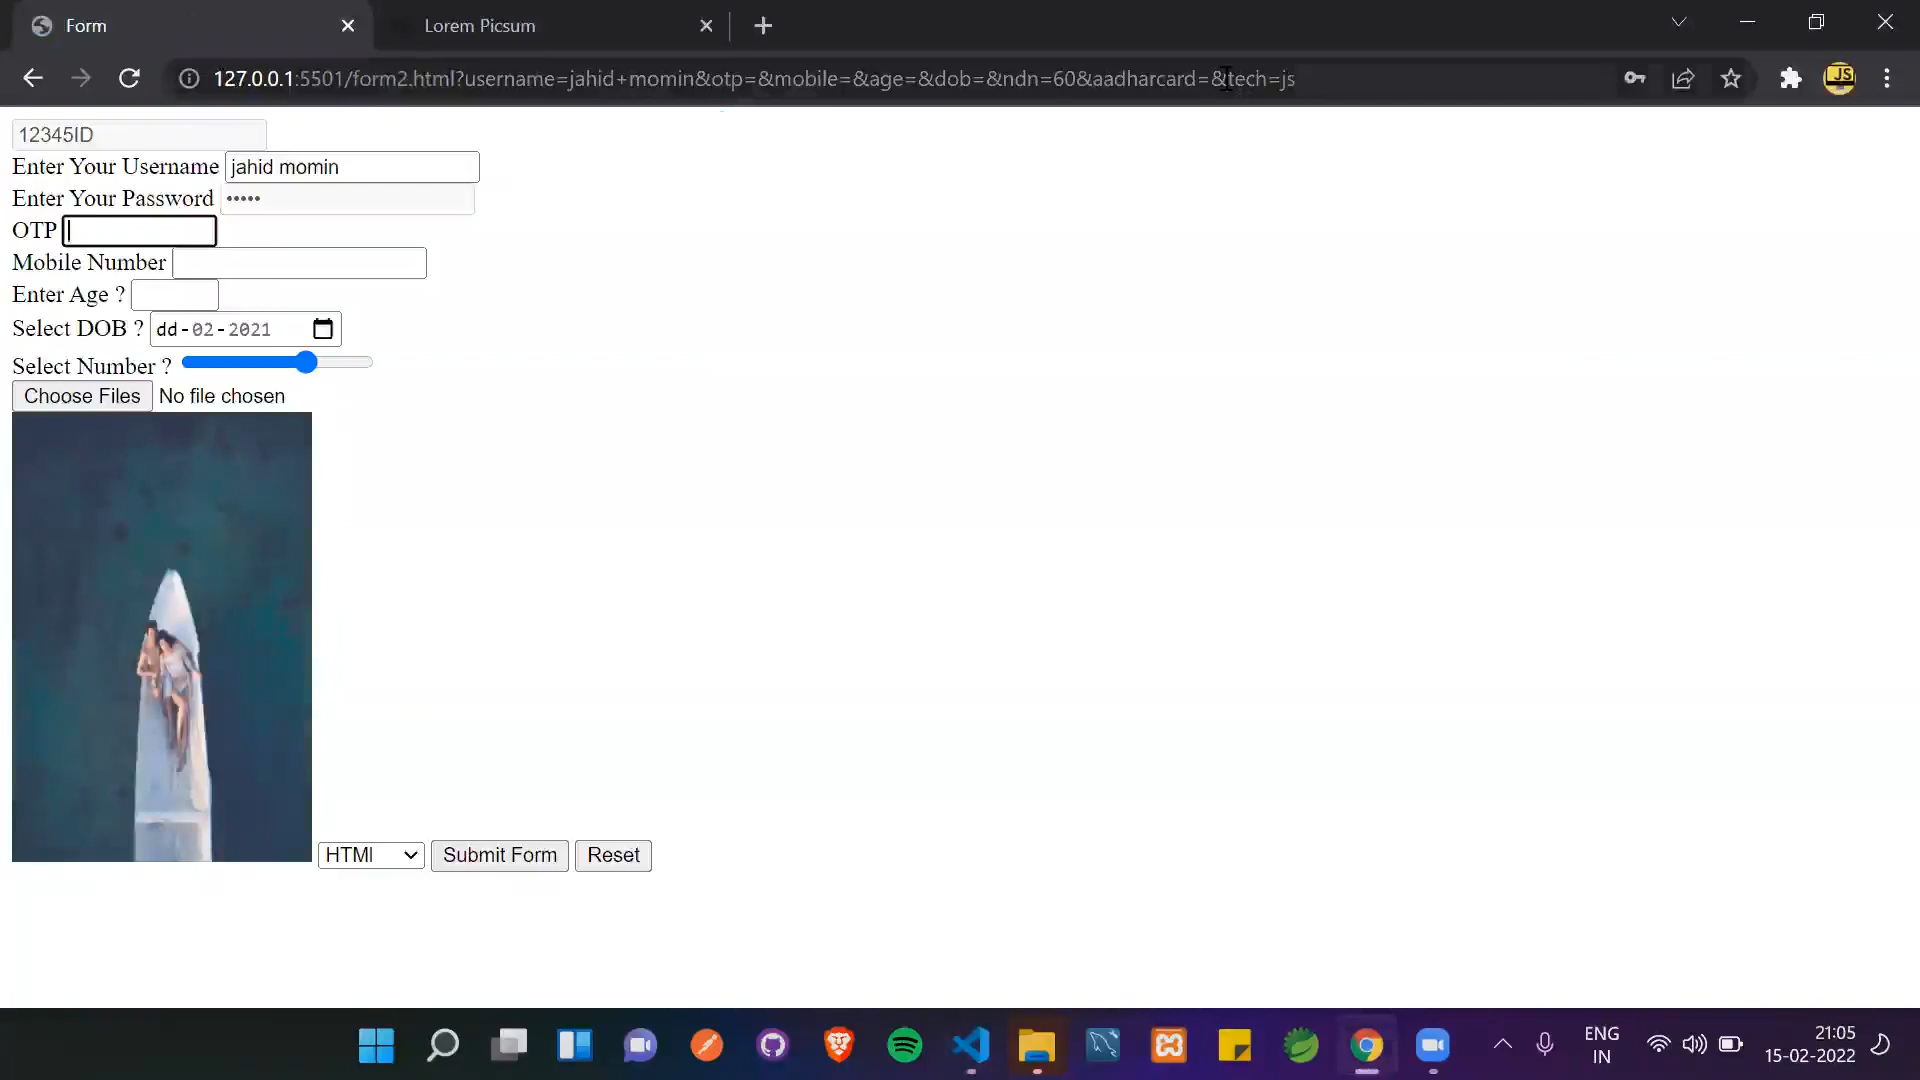 Form
Lorem Picsum
127.0.0.1:5501/form2.html?username=jahid+momin&otp=&mobile=&age=&dob=&ndn=60&aadharcard=&tech=js
JS
12345ID
Enter Your Username jahid momin
Enter Your Password •••••
OTP
Mobile Number
Enter Age ?
Select DOB ? dd-02-2021
Select Number ?
Choose Files No file chosen
HTMl Submit Form Reset
ENG
IN
21:05
15-02-2022